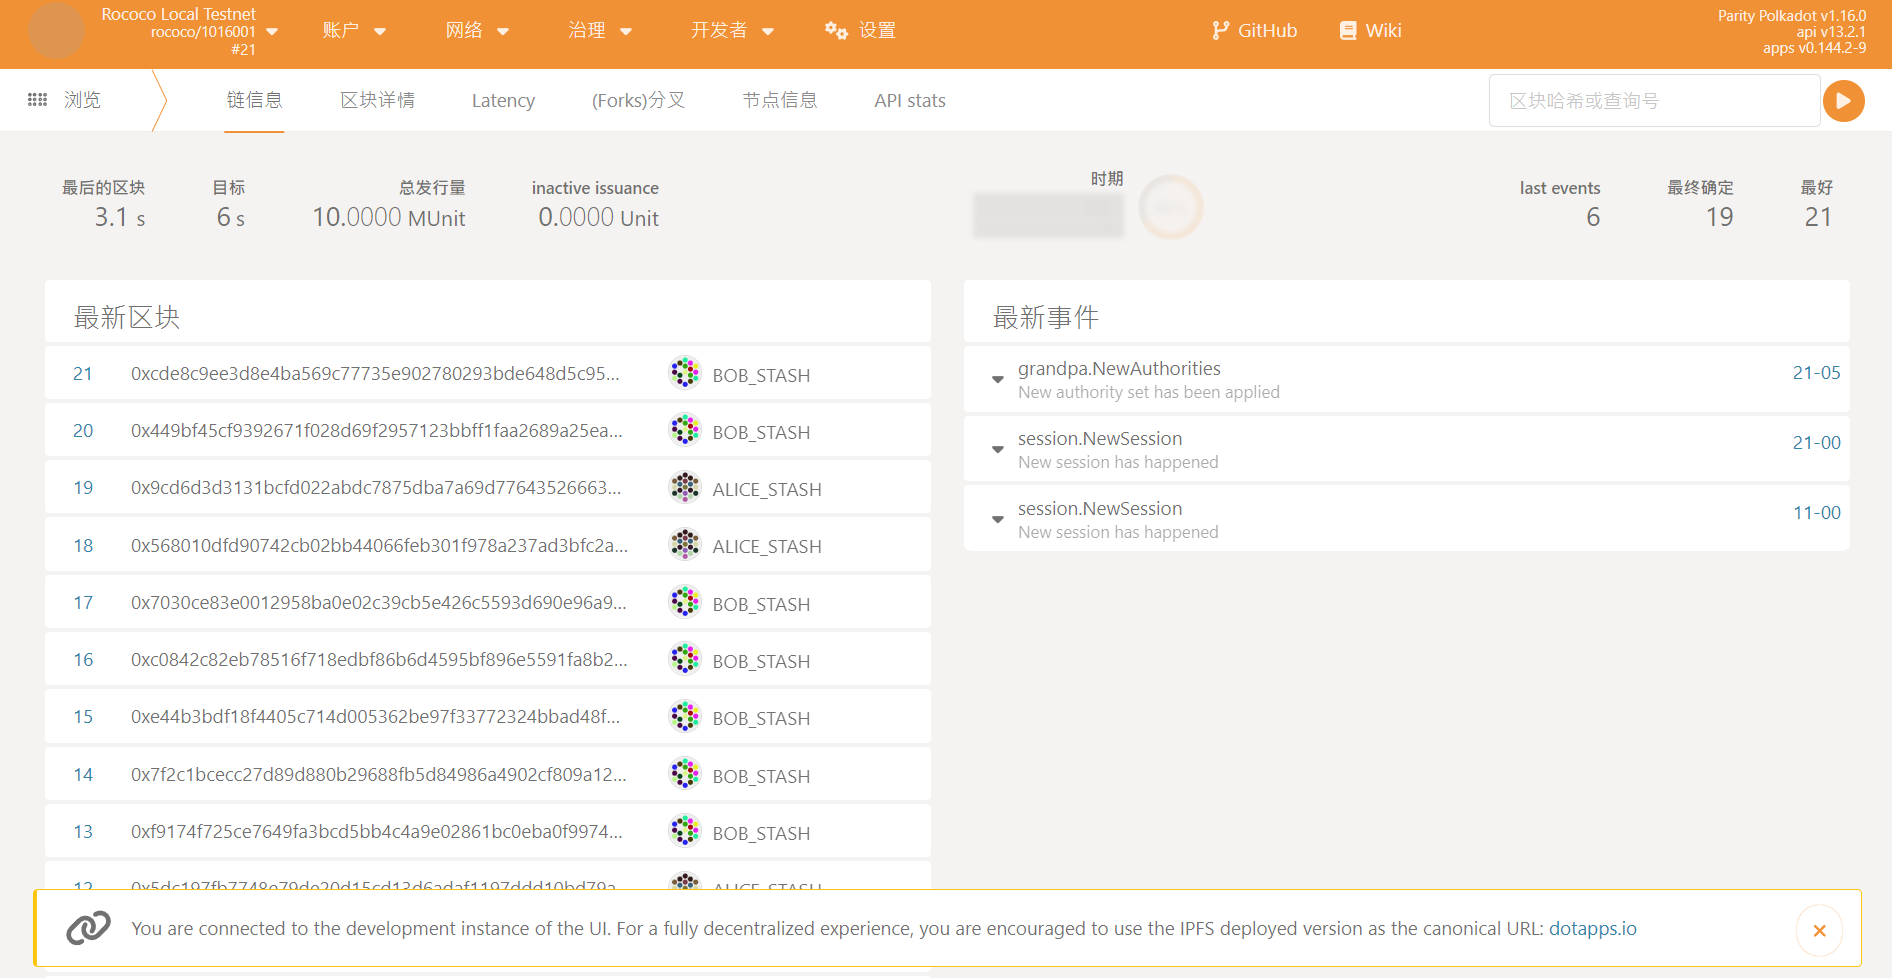 Rococo Local Testnet
rococo/1016001
#21
账户
网络
治理
开发者
设置
GitHub
Wiki
Parity Polkadot v1.16.0
api v13.2.1
apps v0.144.2-9
浏览
链信息
区块详情
Latency
(Forks)分叉
节点信息
API stats
区块哈希或查询号
最后的区块
3.1 s
目标
6 s
总发行量
10.0000 MUnit
inactive issuance
0.0000 Unit
时期
last events
6
最终确定
19
最好
21
最新区块
21 0xcde8c9ee3d8e4ba569c77735e902780293bde648d5c95... BOB_STASH
20 0x449bf45cf9392671f028d69f2957123bbff1faa2689a25ea... BOB_STASH
19 0x9cd6d3d3131bcfd022abdc7875dba7a69d77643526663... ALICE_STASH
18 0x568010dfd90742cb02bb44066feb301f978a237ad3bfc2a... ALICE_STASH
17 0x7030ce83e0012958ba0e02c39cb5e426c5593d690e96a9... BOB_STASH
16 0xc0842c82eb78516f718edbf86b6d4595bf896e5591fa8b2... BOB_STASH
15 0xe44b3bdf18f4405c714d005362be97f33772324bbad48f... BOB_STASH
14 0x7f2c1bcecc27d89d880b29688fb5d84986a4902cf809a12... BOB_STASH
13 0xf9174f725ce7649fa3bcd5bb4c4a9e02861bc0eba0f9974... BOB_STASH
12 ALICE_STASH
最新事件
grandpa.NewAuthorities 21-05
New authority set has been applied
session.NewSession 21-00
New session has happened
session.NewSession 11-00
New session has happened
You are connected to the development instance of the UI. For a fully decentralized experience, you are encouraged to use the IPFS deployed version as the canonical URL: dotapps.io